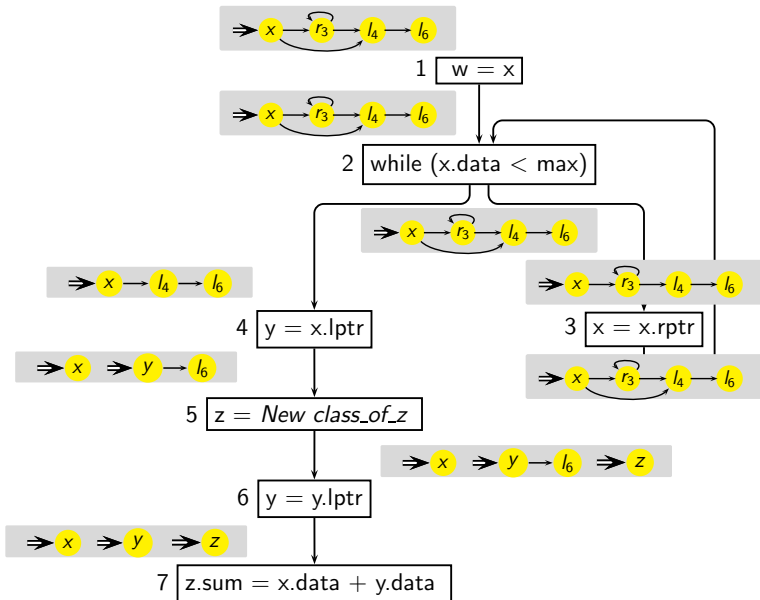 x r3 l4 l6
1 w = x
x r3 l4 l6
2 while (x.data < max)
x r3 l4 l6
x l4 l6
x r3 l4 l6
4 y = x.lptr
3 x = x.rptr
x y l6
x r3 l4 l6
5 z = New class_of_z
x y l6 z
6 y = y.lptr
x y z
7 z.sum = x.data + y.data